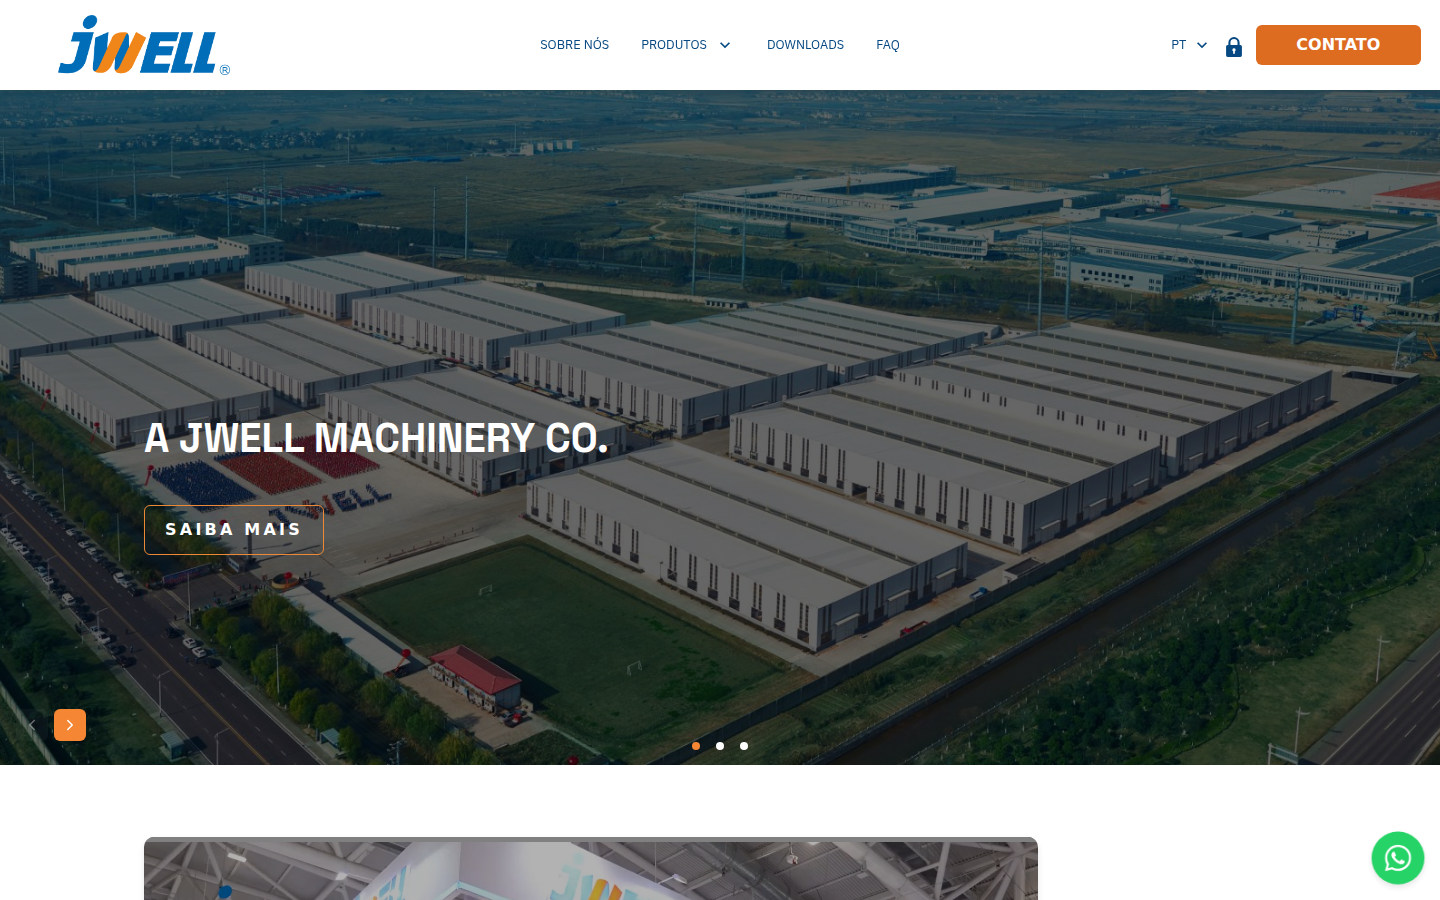 JWELL ®
SOBRE NÓS PRODUTOS DOWNLOADS FAQ PT CONTATO
A JWELL MACHINERY CO.
SAIBA MAIS